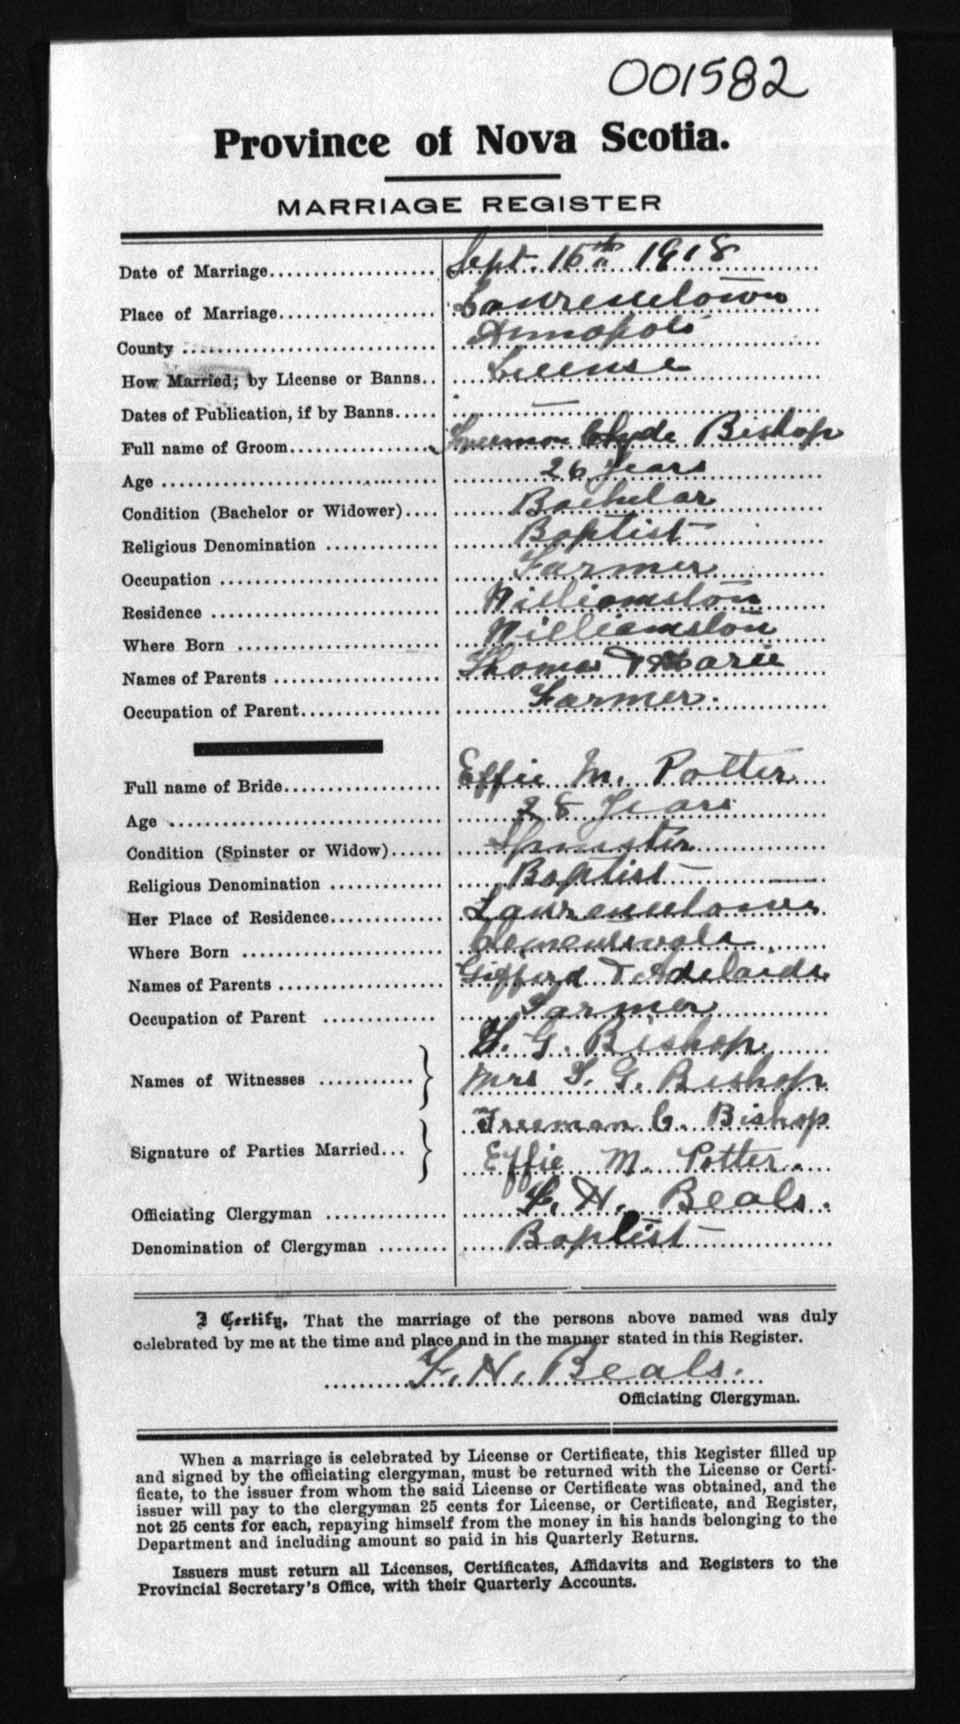 001582
Province of Nova Scotia.
MARRIAGE REGISTER
Date of Marriage Sept. 16th 1918
Place of Marriage Lawrencetown
County Annapolis
How Married; by License or Banns License
Dates of Publication, if by Banns —
Full name of Groom Freeman Clyde Bishop
Age 26 years
Condition (Bachelor or Widower) Bachelor
Religious Denomination Baptist
Occupation Farmer
Residence Williamston
Where Born Williamston
Names of Parents Thomas & Marie
Occupation of Parent Farmer.
Full name of Bride Effie M. Potter
Age 28 years
Condition (Spinster or Widow) Spinster
Religious Denomination Baptist
Her Place of Residence Lawrencetown
Where Born Clementsvale
Names of Parents Gifford & Adelaide
Occupation of Parent Farmer
G. Bishop
Names of Witnesses Mrs G. Bishop
Freeman C. Bishop
Signature of Parties Married Effie M. Potter.
Officiating Clergyman F. H. Beals.
Denomination of Clergyman Baptist
I Certify, That the marriage of the persons above named was duly
celebrated by me at the time and place and in the manner stated in this Register.
F. H. Beals.
Officiating Clergyman.
When a marriage is celebrated by License or Certificate, this Register filled up
and signed by the officiating clergyman, must be returned with the License or Certi-
ficate, to the issuer from whom the said License or Certificate was obtained, and the
issuer will pay to the clergyman 25 cents for License, or Certificate, and Register,
not 25 cents for each, repaying himself from the money in his hands belonging to the
Department and including amount so paid in his Quarterly Returns.
Issuers must return all Licenses, Certificates, Affidavits and Registers to the
Provincial Secretary's Office, with their Quarterly Accounts.